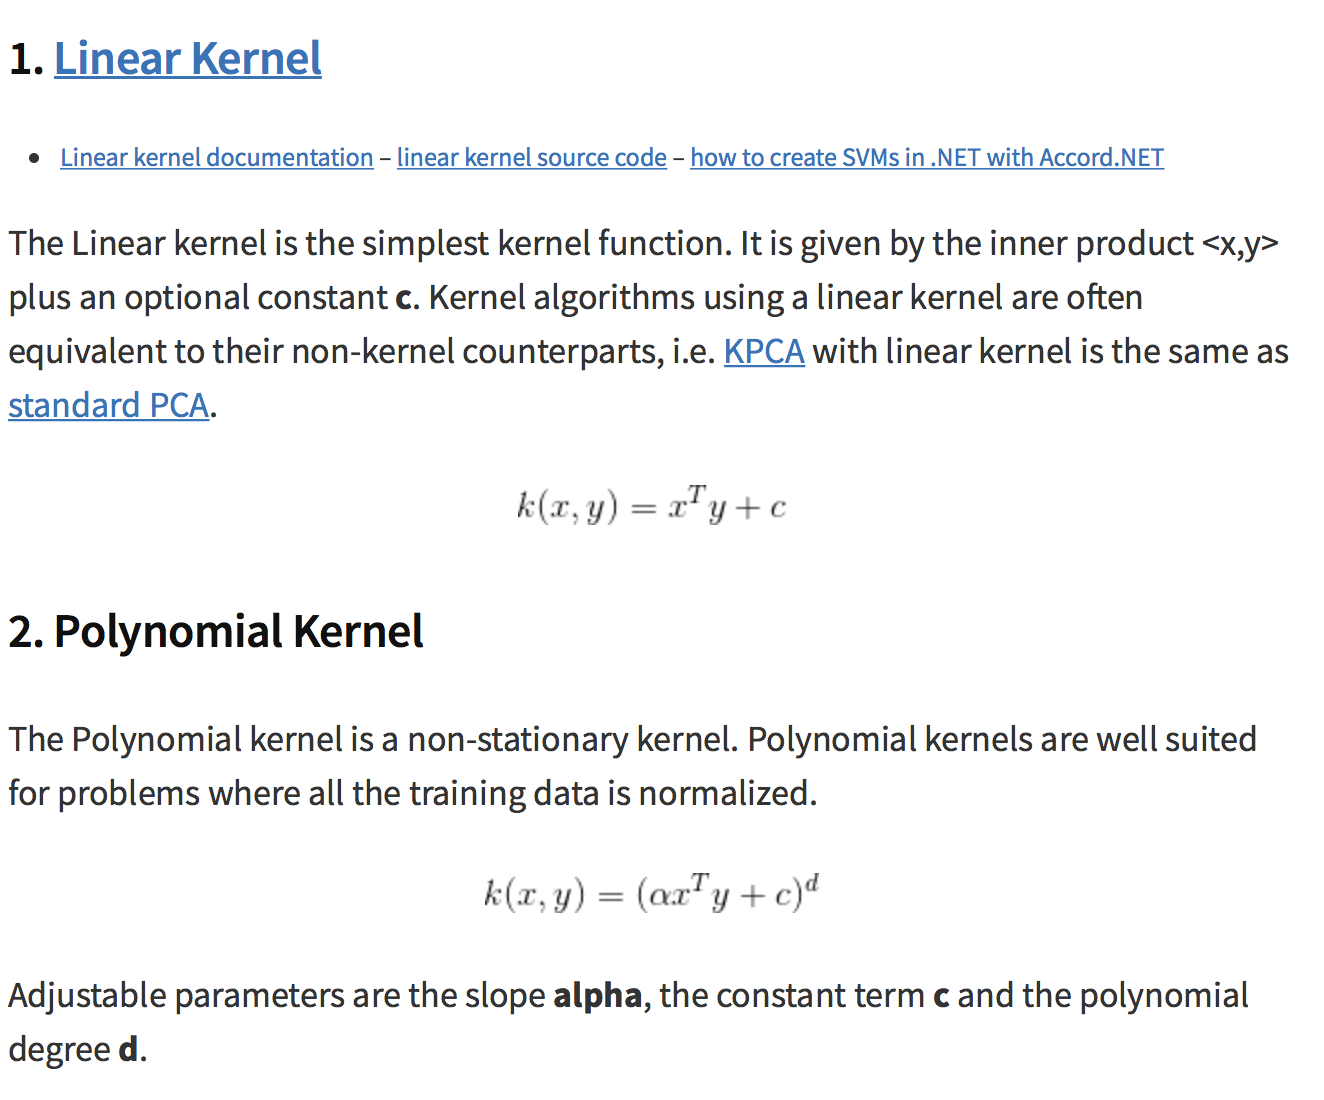 1. Linear Kernel
• Linear kernel documentation – linear kernel source code – how to create SVMs in .NET with Accord.NET
The Linear kernel is the simplest kernel function. It is given by the inner product <x,y>
plus an optional constant c. Kernel algorithms using a linear kernel are often
equivalent to their non-kernel counterparts, i.e. KPCA with linear kernel is the same as
standard PCA.
k(x, y) = x^T y + c
2. Polynomial Kernel
The Polynomial kernel is a non-stationary kernel. Polynomial kernels are well suited
for problems where all the training data is normalized.
k(x, y) = (αx^T y + c)^d
Adjustable parameters are the slope alpha, the constant term c and the polynomial
degree d.